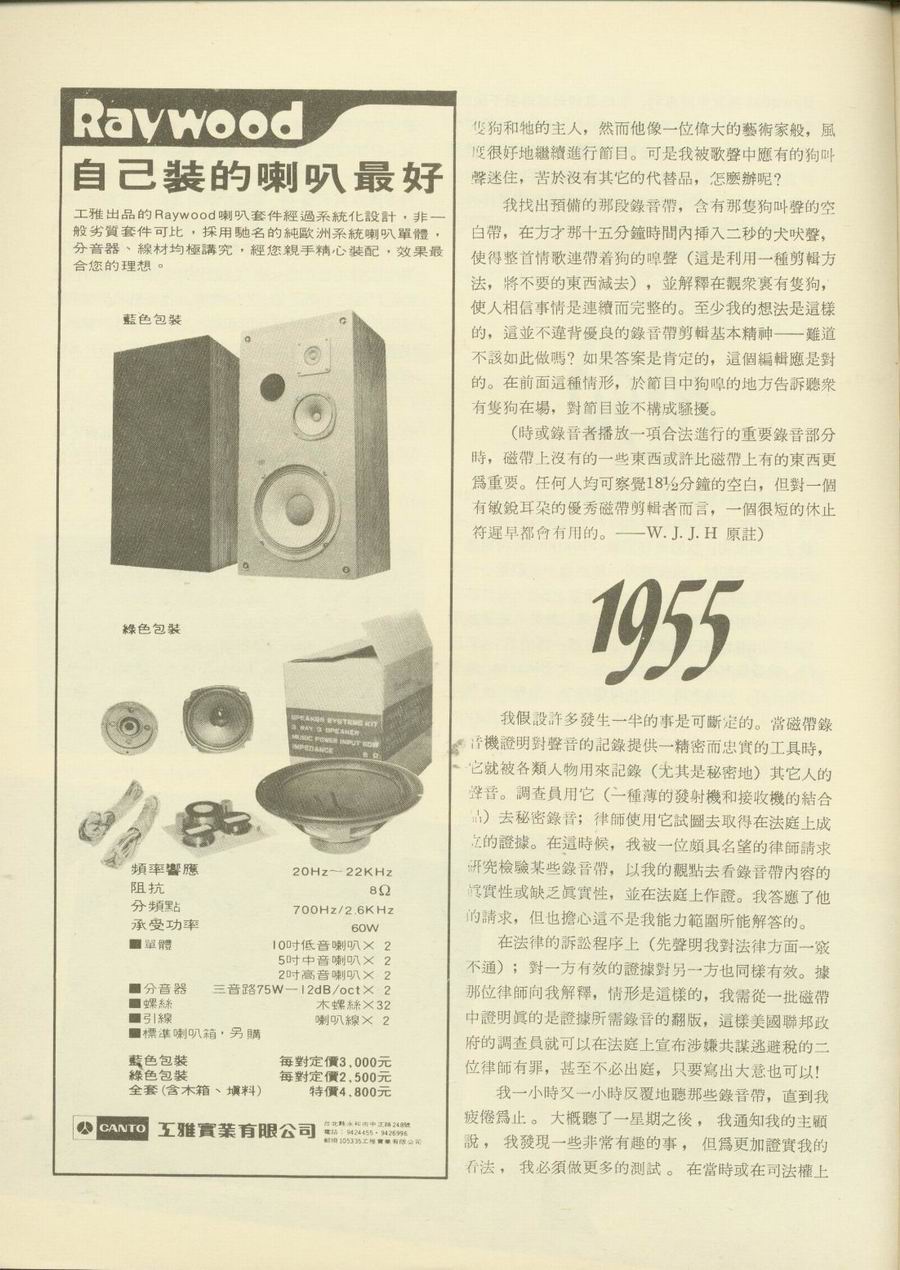 Raywood
自己裝的喇叭最好
工雅出品的Raywood喇叭套件經過系統化設計，非一
般劣質套件可比，採用馳名的純歐洲系統喇叭單體，
分音器、線材均極講究，經您親手精心裝配，效果最
合您的理想。
藍色包裝
綠色包裝
SPEAKER SYSTEMS KIT
3 WAY 3 SPEAKER
MUSIC POWER INPUT 60W
IMPEDANCE 8Ω
頻率響應 20Hz～22KHz
阻抗 8Ω
分頻點 700Hz/2.6KHz
承受功率 60W
■單體 10吋低音喇叭× 2
5吋中音喇叭× 2
2吋高音喇叭× 2
■分音器 三音路75W—12dB/oct× 2
■螺絲 木螺絲×32
■引線 喇叭線× 2
■標準喇叭箱，另購
藍色包裝 每對定價3,000元
綠色包裝 每對定價2,500元
全套(含木箱、塡料) 特價4,800元
CANTO 工雅實業有限公司
台北縣永和市中正路248號
電話：9424455・9426996
郵撥105335工雅實業有限公司
隻狗和牠的主人，然而他像一位偉大的藝術家般，風
度很好地繼續進行節目。可是我被歌聲中應有的狗叫
聲迷住，苦於沒有其它的代替品，怎麼辦呢？
我找出預備的那段錄音帶，含有那隻狗叫聲的空
白帶，在方才那十五分鐘時間內揷入二秒的犬吠聲，
使得整首情歌連帶着狗的嘷聲（這是利用一種剪輯方
法，將不要的東西減去），並解釋在觀衆裏有隻狗，
使人相信事情是連續而完整的。至少我的想法是這樣
的，這並不違背優良的錄音帶剪輯基本精神——難道
不該如此做嗎？如果答案是肯定的，這個編輯應是對
的。在前面這種情形，於節目中狗嘷的地方告訴聽衆
有隻狗在場，對節目並不構成騷擾。
（時或錄音者播放一項合法進行的重要錄音部分
時，磁帶上沒有的一些東西或許比磁帶上有的東西更
爲重要。任何人均可察覺18½分鐘的空白，但對一個
有敏銳耳朶的優秀磁帶剪輯者而言，一個很短的休止
符遲早都會有用的。——W. J. J. H 原註）
1955
我假設許多發生一半的事是可斷定的。當磁帶錄
音機證明對聲音的記錄提供一精密而忠實的工具時，
它就被各類人物用來記錄（尤其是秘密地）其它人的
聲音。調查員用它（一種薄的發射機和接收機的結合
品）去秘密錄音；律師使用它試圖去取得在法庭上成
立的證據。在這時候，我被一位頗具名望的律師請求
研究檢驗某些錄音帶，以我的觀點去看錄音帶內容的
眞實性或缺乏眞實性，並在法庭上作證。我答應了他
的請求，但也擔心這不是我能力範圍所能解答的。
在法律的訴訟程序上（先聲明我對法律方面一竅
不通）；對一方有效的證據對另一方也同樣有效。據
那位律師向我解釋，情形是這樣的，我需從一批磁帶
中證明眞的是證據所需錄音的翻版，這樣美國聯邦政
府的調查員就可以在法庭上宣布涉嫌共謀逃避稅的二
位律師有罪，甚至不必出庭，只要寫出大意也可以！
我一小時又一小時反覆地聽那些錄音帶，直到我
疲倦爲止。大概聽了一星期之後，我通知我的主顧
說，我發現一些非常有趣的事，但爲更加證實我的
看法，我必須做更多的測試。在當時或在司法權上